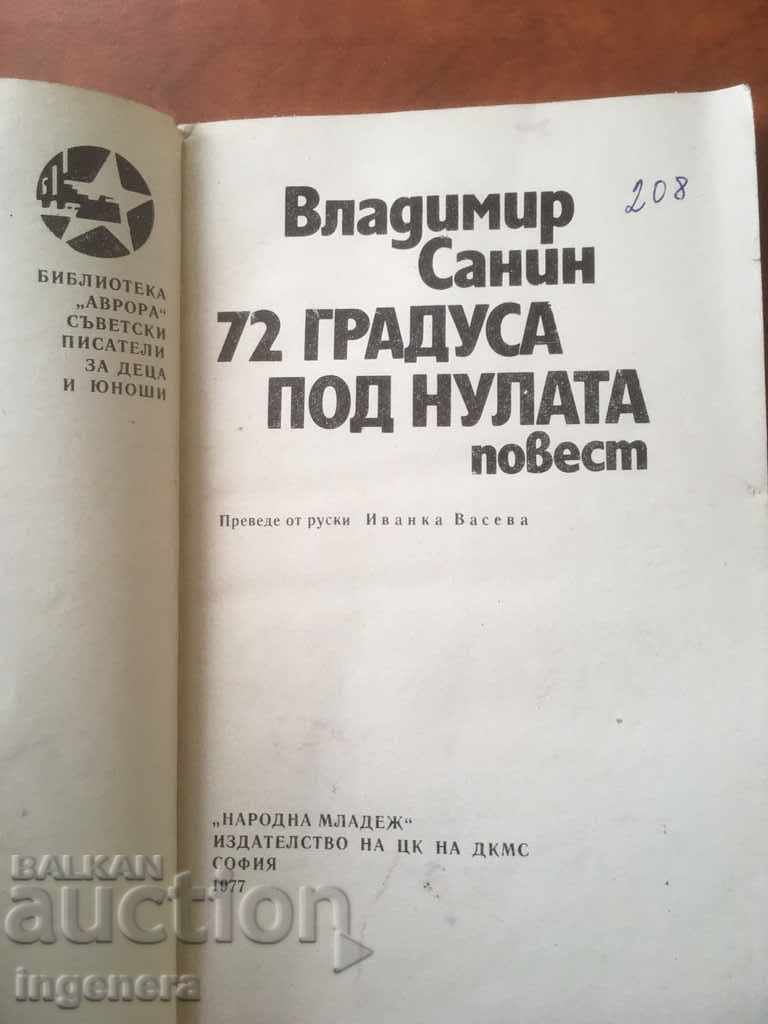 БИБЛИОТЕКА
„АВРОРА“
СЪВЕТСКИ
ПИСАТЕЛИ
ЗА ДЕЦА
И ЮНОШИ
208
Владимир
Санин
72 ГРАДУСА
ПОД НУЛАТА
повест
Преведе от руски Иванка Васева
„НАРОДНА МЛАДЕЖ“
ИЗДАТЕЛСТВО НА ЦК НА ДКМС
СОФИЯ
1977
BALKAN
auction
ingenera